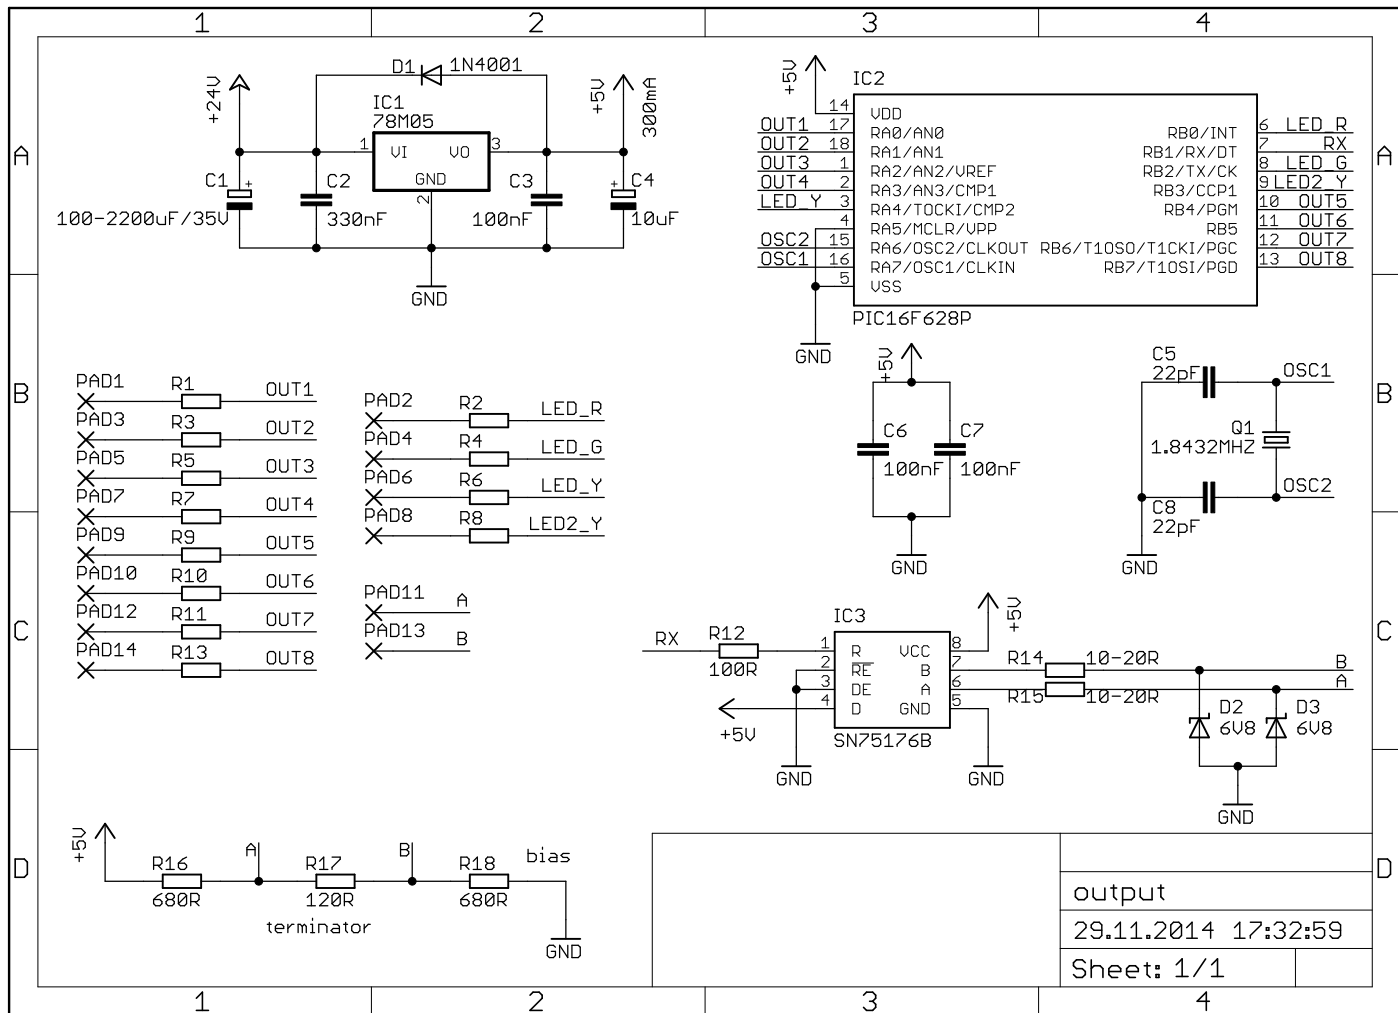 1 2 3 4
A
B
C
D
A
B
C
D
1 2 3 4
+24V
D1 1N4001
+5V
300mA
IC1
78M05
1 VI VO 3
GND
2
C1 +
100-2200uF/35V
C2
330nF
C3
100nF
+ C4
10uF
GND
+5V
IC2
14 VDD
OUT1 17 RA0/AN0
OUT2 18 RA1/AN1
OUT3 1 RA2/AN2/VREF
OUT4 2 RA3/AN3/CMP1
LED_Y 3 RA4/TOCKI/CMP2
4 RA5/MCLR/VPP
OSC2 15 RA6/OSC2/CLKOUT
OSC1 16 RA7/OSC1/CLKIN
5 VSS
RB0/INT 6 LED_R
RB1/RX/DT 7 RX
RB2/TX/CK 8 LED_G
RB3/CCP1 9 LED2_Y
RB4/PGM 10 OUT5
RB5 11 OUT6
RB6/T1OSO/T1CKI/PGC 12 OUT7
RB7/T1OSI/PGD 13 OUT8
PIC16F628P
GND
PAD1 R1 OUT1
PAD3 R3 OUT2
PAD5 R5 OUT3
PAD7 R7 OUT4
PAD9 R9 OUT5
PAD10 R10 OUT6
PAD12 R11 OUT7
PAD14 R13 OUT8
PAD2 R2 LED_R
PAD4 R4 LED_G
PAD6 R6 LED_Y
PAD8 R8 LED2_Y
PAD11 A
PAD13 B
+5V
C6
100nF
C7
100nF
GND
C5
22pF
OSC1
Q1
1.8432MHZ
OSC2
C8
22pF
GND
RX R12
100R
IC3
1 R VCC 8
2 RE B 7
3 DE A 6
4 D GND 5
SN75176B
+5V
+5V
GND
GND
R14 10-20R B
R15 10-20R A
D2
6V8
D3
6V8
GND
+5V
R16
680R
A
R17
120R
terminator
B
R18
680R
bias
GND
output
29.11.2014 17:32:59
Sheet: 1/1